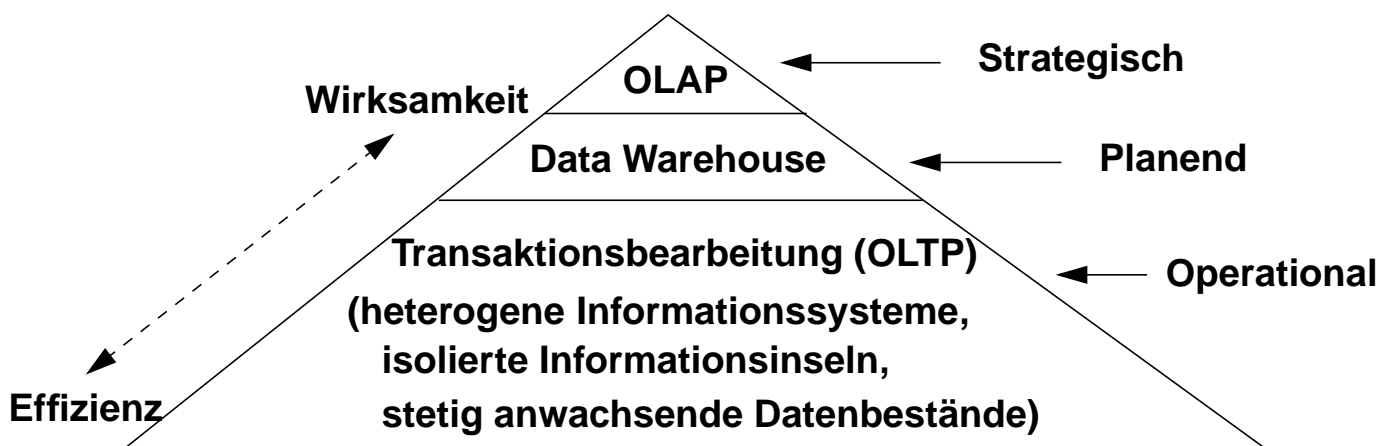 Strategisch
OLAP
Wirksamkeit
Data Warehouse
Planend
Transaktionsbearbeitung (OLTP)
Operational
(heterogene Informationssysteme,
isolierte Informationsinseln,
Effizienz
stetig anwachsende Datenbestände)